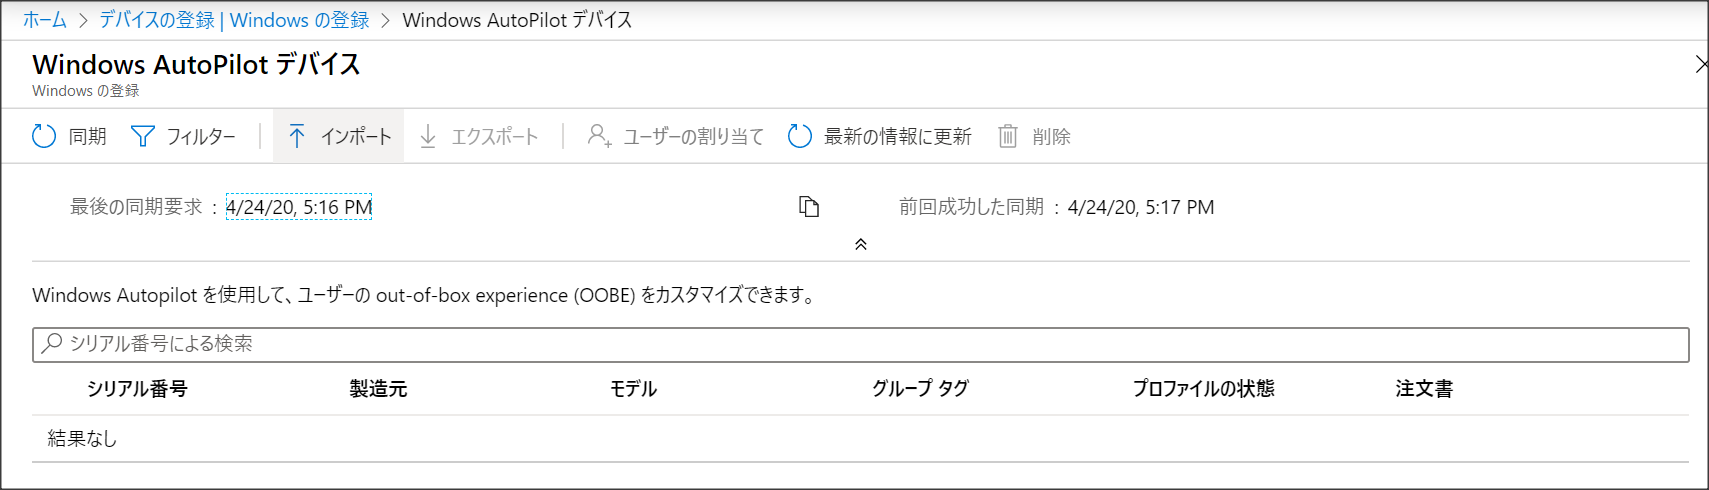 ホーム > デバイスの登録 | Windows の登録 > Windows AutoPilot デバイス
Windows AutoPilot デバイス
Windows の登録
同期 フィルター インポート エクスポート ユーザーの割り当て 最新の情報に更新 削除
最後の同期要求 : 4/24/20, 5:16 PM 前回成功した同期 : 4/24/20, 5:17 PM
Windows Autopilot を使用して、ユーザーの out-of-box experience (OOBE) をカスタマイズできます。
シリアル番号による検索
シリアル番号 製造元 モデル グループ タグ プロファイルの状態 注文書
結果なし